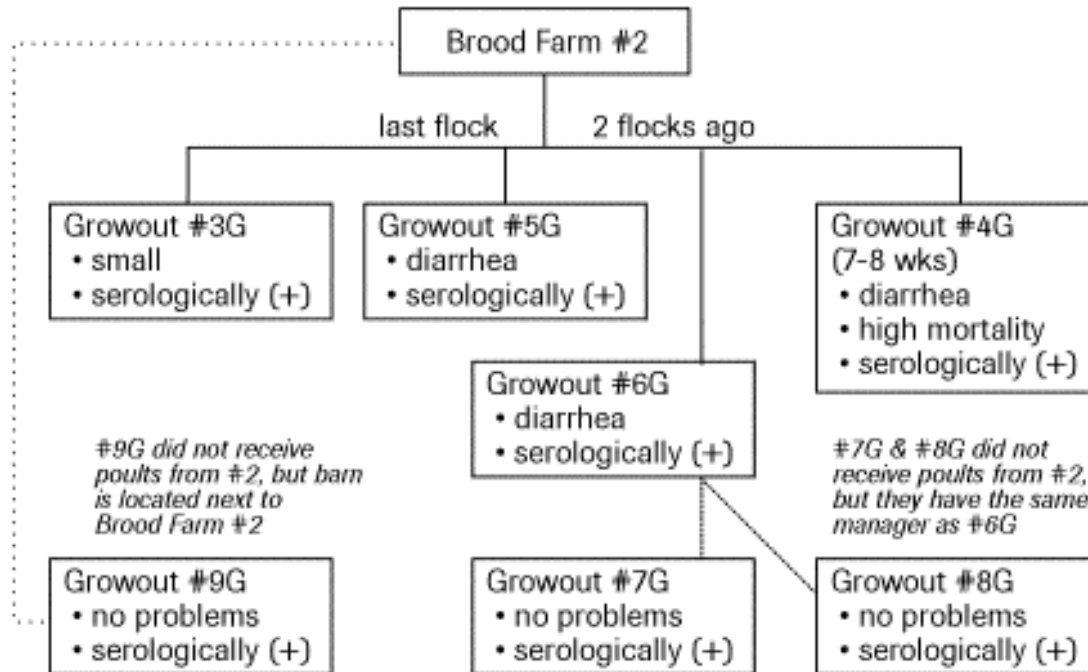 Brood Farm #2
last flock
2 flocks ago
Growout #3G
• small
• serologically (+)
Growout #5G
• diarrhea
• serologically (+)
Growout #4G
(7-8 wks)
• diarrhea
• high mortality
• serologically (+)
Growout #6G
• diarrhea
• serologically (+)
#9G did not receive
poults from #2, but barn
is located next to
Brood Farm #2
#7G & #8G did not
receive poults from #2,
but they have the same
manager as #6G
Growout #9G
• no problems
• serologically (+)
Growout #7G
• no problems
• serologically (+)
Growout #8G
• no problems
• serologically (+)